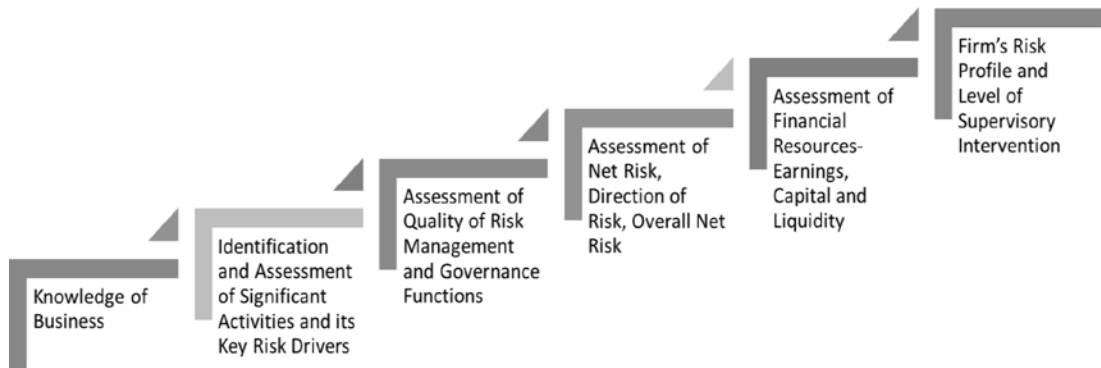 Knowledge of
Business
Identification
and Assessment
of Significant
Activities and its
Key Risk Drivers
Assessment of
Quality of Risk
Management
and Governance
Functions
Assessment of
Net Risk,
Direction of
Risk, Overall Net
Risk
Assessment of
Financial
Resources-
Earnings,
Capital and
Liquidity
Firm's Risk
Profile and
Level of
Supervisory
Intervention